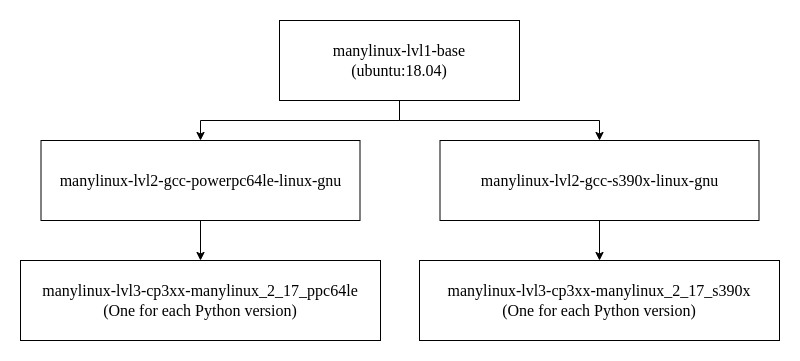 manylinux-lvl1-base
(ubuntu:18.04)
manylinux-lvl2-gcc-powerpc64le-linux-gnu
manylinux-lvl2-gcc-s390x-linux-gnu
manylinux-lvl3-cp3xx-manylinux_2_17_ppc64le
(One for each Python version)
manylinux-lvl3-cp3xx-manylinux_2_17_s390x
(One for each Python version)